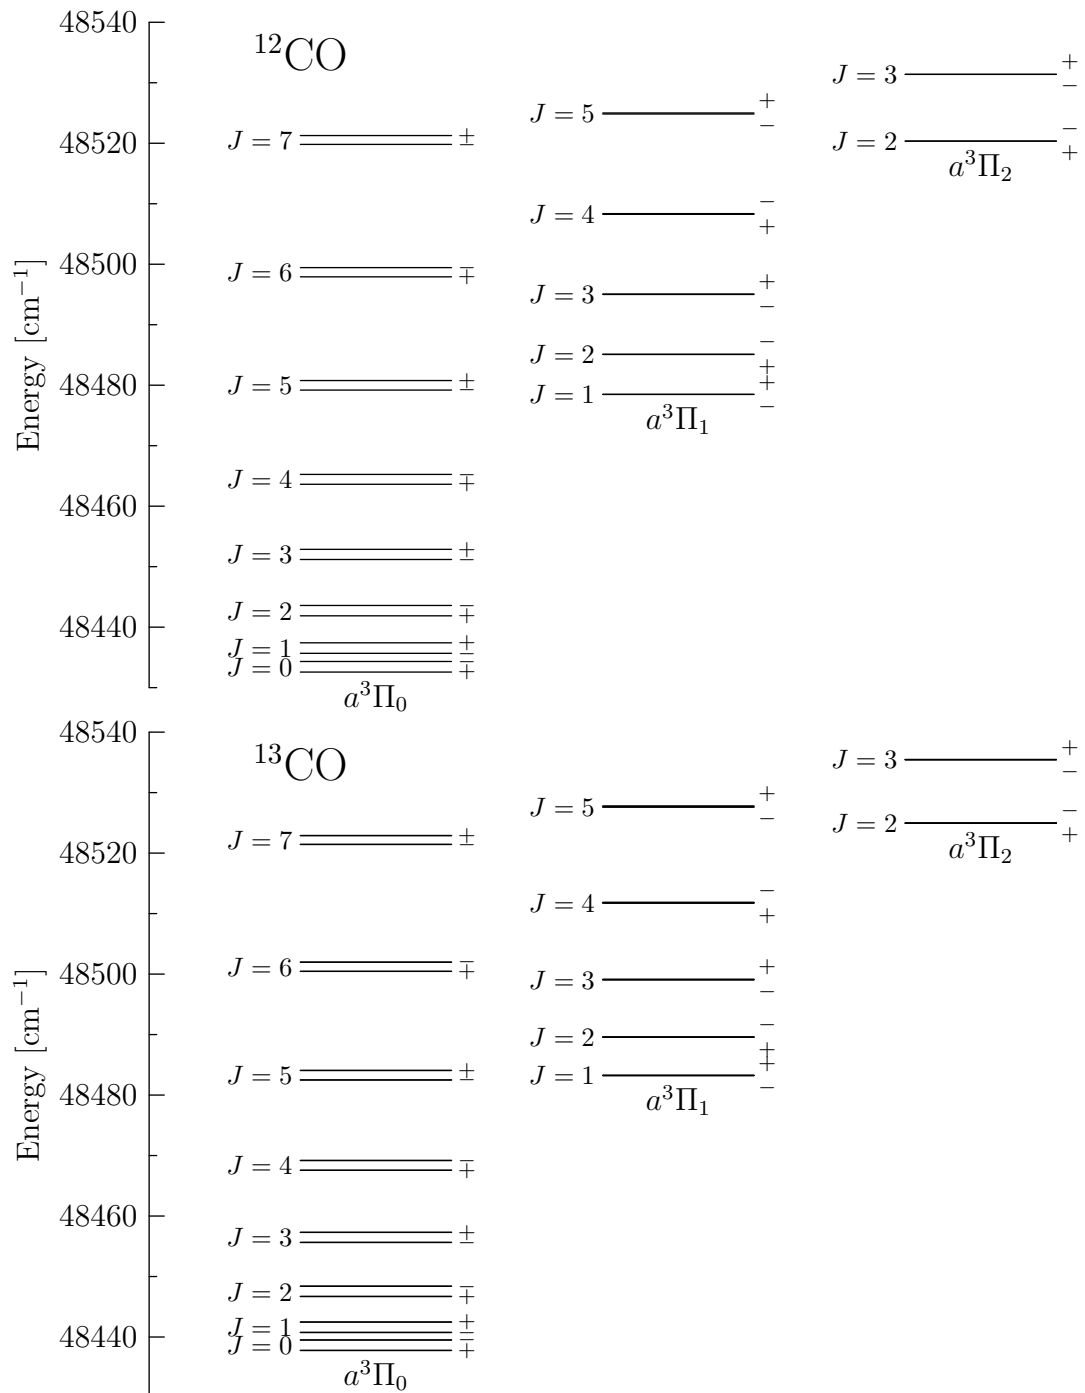 48540
¹²CO
J = 3 + −
J = 5 + −
J = 7 + −
48520
J = 2 − +
a³Π₂
J = 4 − +
48500
J = 6 − +
J = 3 + −
J = 2 − +
48480
J = 5 + −
J = 1 + −
a³Π₁
Energy [cm⁻¹]
J = 4 − +
48460
J = 3 + −
J = 2 − +
48440
J = 1 + −
J = 0 − +
a³Π₀
48540
¹³CO
J = 3 + −
J = 5 + −
J = 7 + −
J = 2 − +
48520
a³Π₂
J = 4 − +
48500
J = 6 − +
J = 3 + −
J = 2 − +
48480
J = 5 + −
J = 1 + −
a³Π₁
Energy [cm⁻¹]
J = 4 − +
48460
J = 3 + −
J = 2 − +
J = 1 + −
48440
J = 0 − +
a³Π₀